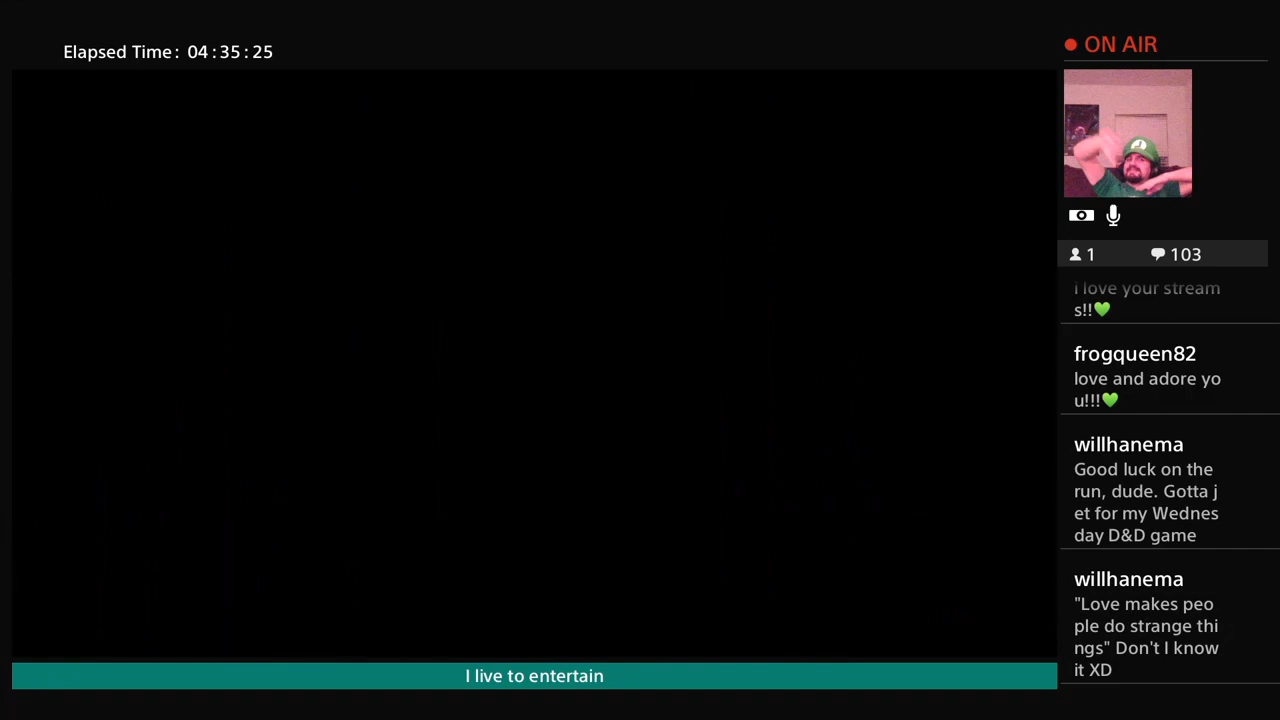 Elapsed Time: 04:35:25
ON AIR
1 103
I love your stream
s!!💚
frogqueen82
love and adore yo
u!!!💚
willhanema
Good luck on the
run, dude. Gotta j
et for my Wednes
day D&D game
willhanema
"Love makes peo
ple do strange thi
ngs" Don't I know
it XD
I live to entertain